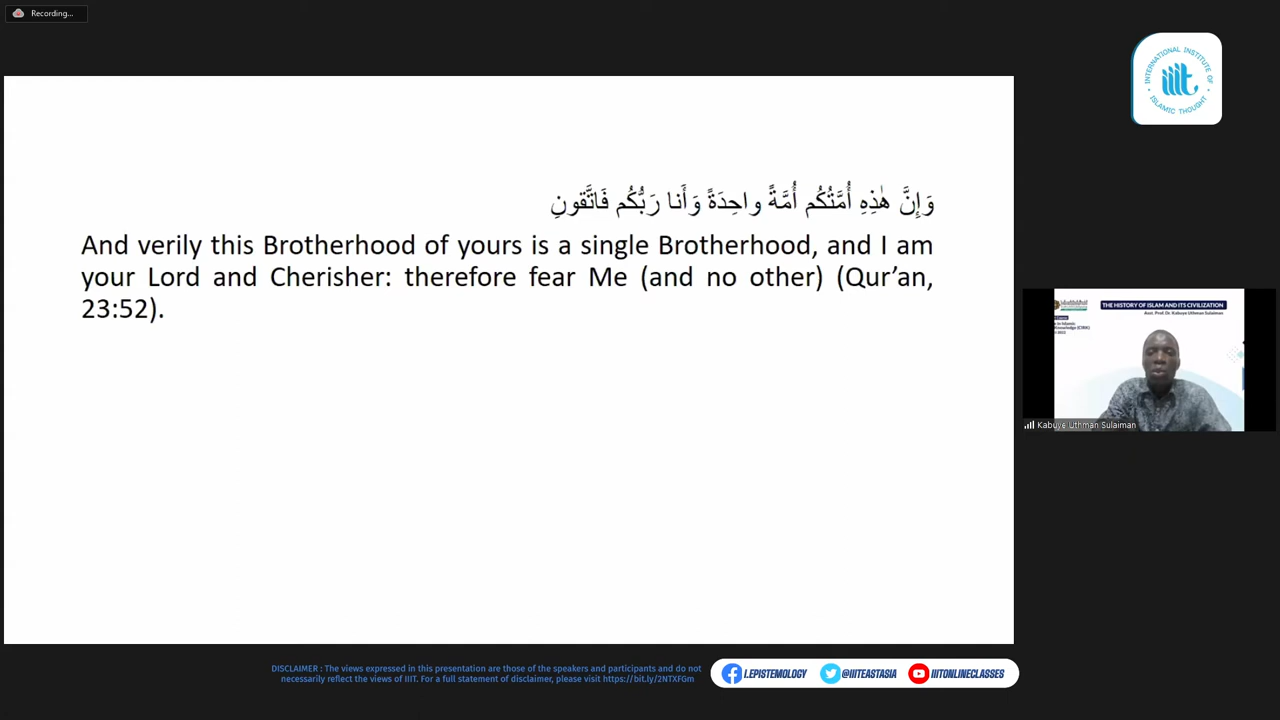 Recording...
INTERNATIONAL INSTITUTE OF
iiit
ISLAMIC THOUGHT
وَإِنَّ هٰذِهِ أُمَّتُكُم أُمَّةً واحِدَةً وَأَنا رَبُّكُم فَاتَّقونِ
And verily this Brotherhood of yours is a single Brotherhood, and I am
your Lord and Cherisher: therefore fear Me (and no other) (Qur’an,
23:52).
THE HISTORY OF ISLAM AND ITS CIVILIZATION
Asst. Prof. Dr. Kabuye Uthman Sulaiman
Kabuye Uthman Sulaiman
DISCLAIMER : The views expressed in this presentation are those of the speakers and participants and do not
necessarily reflect the views of IIIT. For a full statement of disclaimer, please visit https://bit.ly/2NTXFGm
I.EPISTEMOLOGY
@IIITEASTASIA
IIITONLINECLASSES